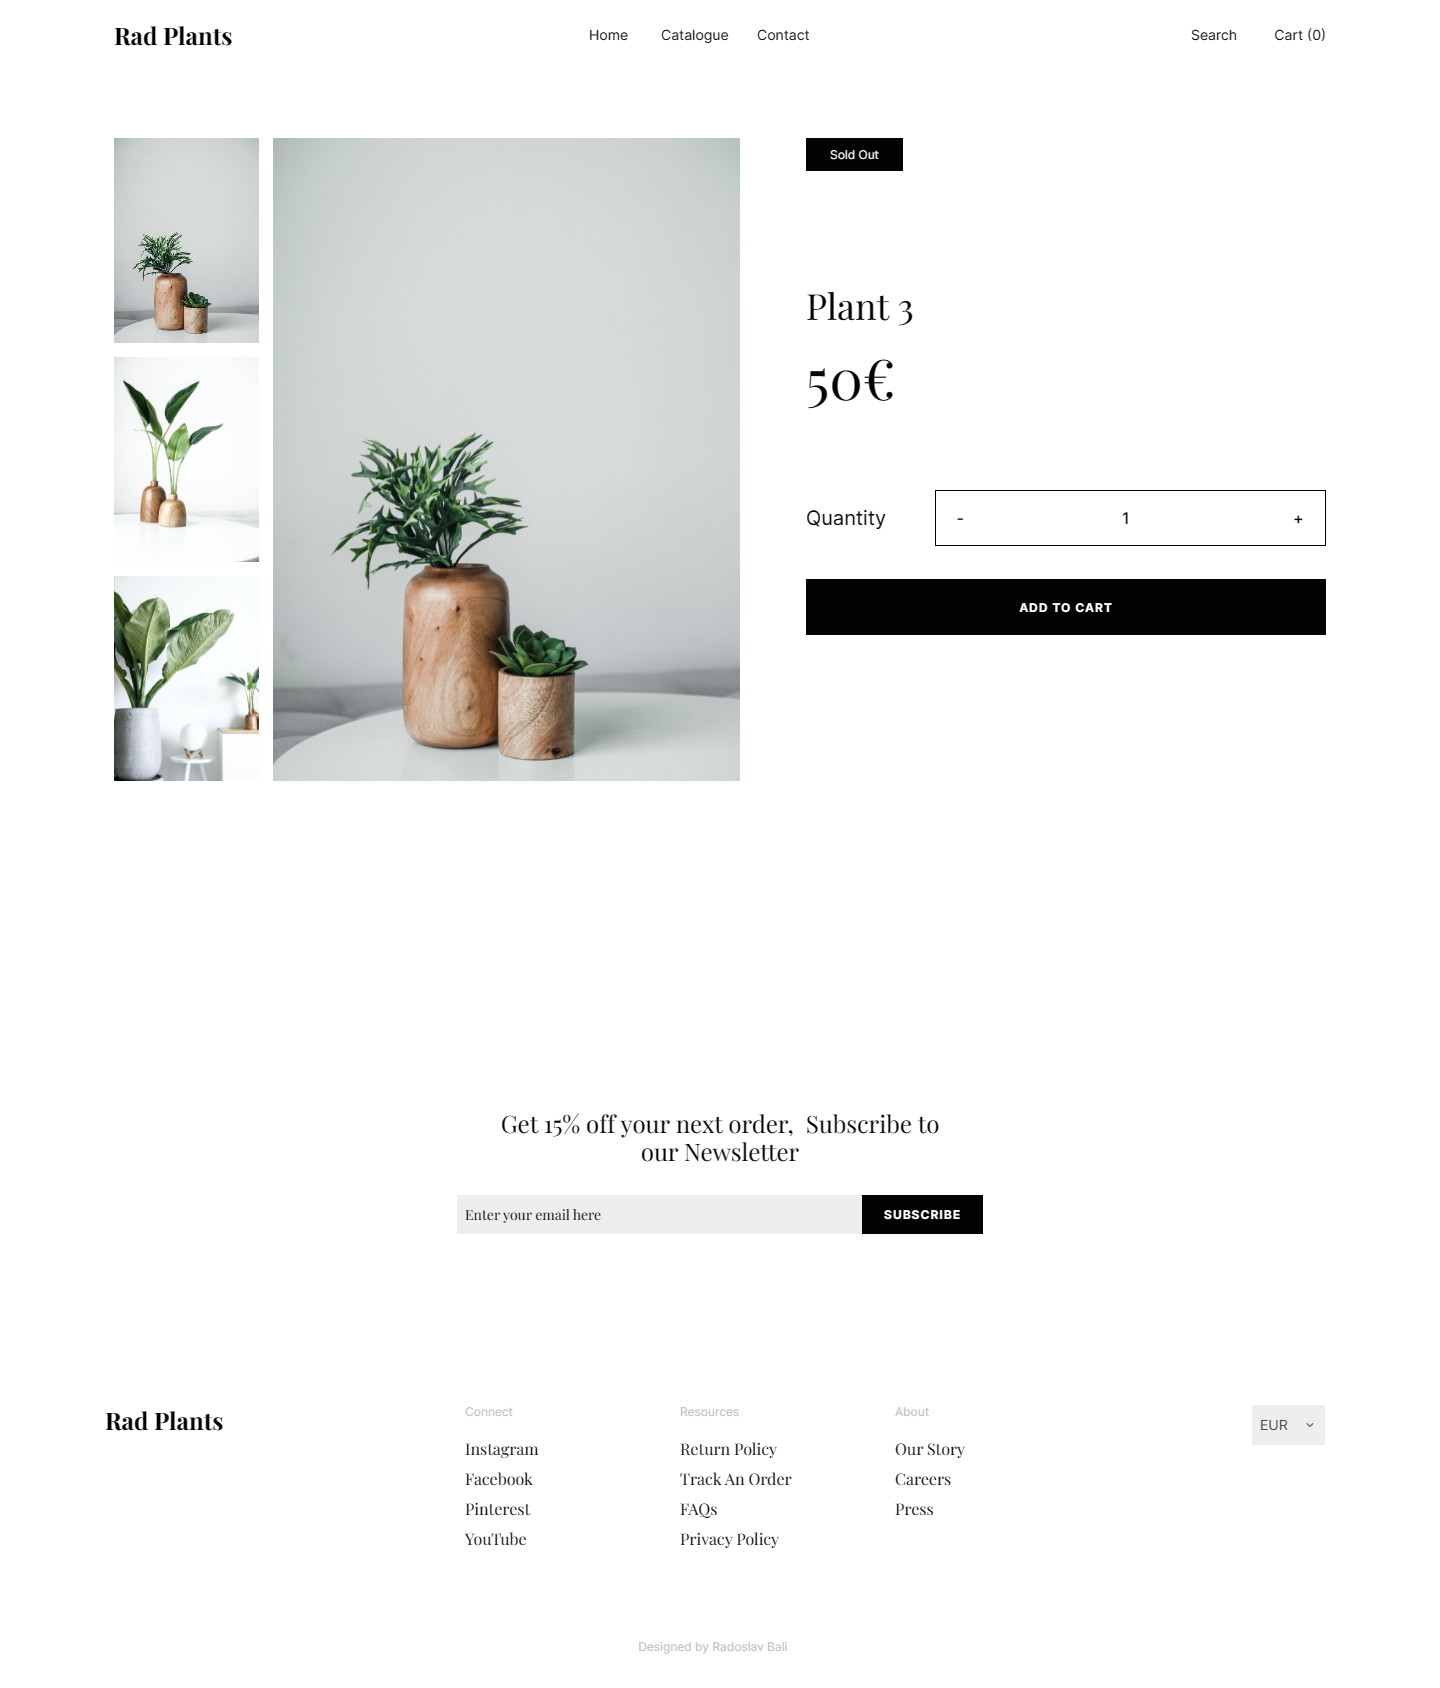 Rad Plants
Home Catalogue Contact
Search Cart (0)
Sold Out
Plant 3
50€
Quantity - 1 +
ADD TO CART
Get 15% off your next order, Subscribe to
our Newsletter
Enter your email here SUBSCRIBE
Rad Plants
Connect
Instagram
Facebook
Pinterest
YouTube
Resources
Return Policy
Track An Order
FAQs
Privacy Policy
About
Our Story
Careers
Press
EUR
Designed by Radoslav Bali